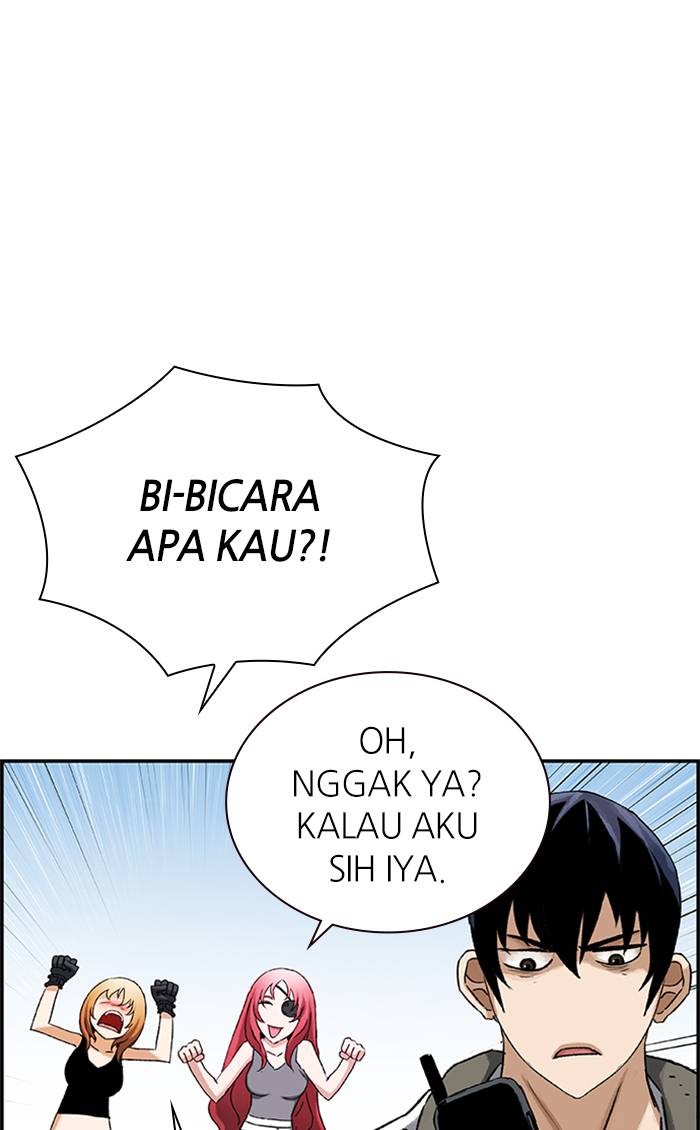 BI-BICARA
APA KAU?!
OH,
NGGAK YA?
KALAU AKU
SIH IYA.